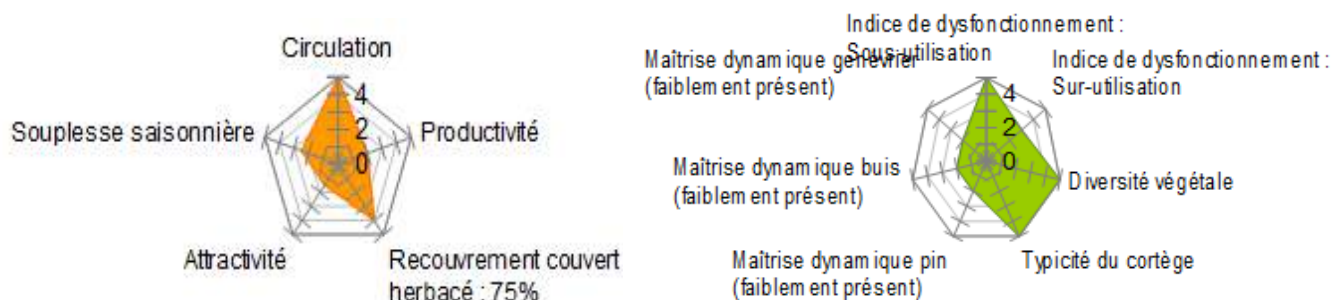 Circulation
4
2
0
Souplesse saisonnière
Productivité
Attractivité
Recouvrement couvert
herbacé : 75%
Indice de dysfonctionnement :
Sous-utilisation
Maîtrise dynamique genévrier
(faiblement présent)
Indice de dysfonctionnement :
Sur-utilisation
4
2
0
Maîtrise dynamique buis
(faiblement présent)
Diversité végétale
Maîtrise dynamique pin
(faiblement présent)
Typicité du cortège